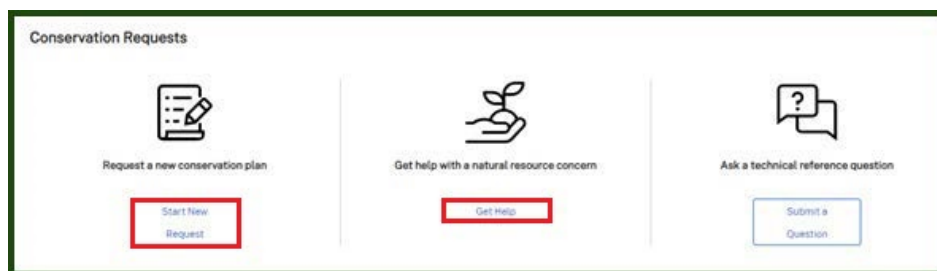 Conservation Requests
Request a new conservation plan
Get help with a natural resource concern
Ask a technical reference question
Start New
Request
Get Help
Submit a
Question